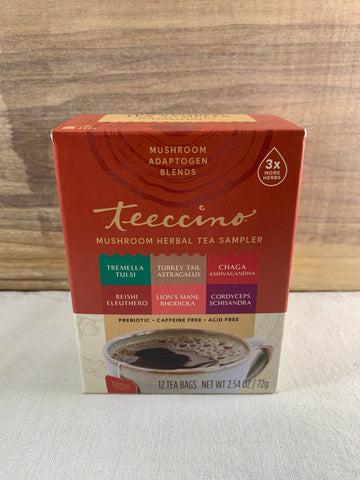 MUSHROOM
ADAPTOGEN
BLENDS
3x
MORE
HERBS
teeccino
MUSHROOM HERBAL TEA SAMPLER
TREMELLA
TULSI
TURKEY TAIL
ASTRAGALUS
CHAGA
ASHWAGANDHA
REISHI
ELEUTHERO
LION'S MANE
RHODIOLA
CORDYCEPS
SCHISANDRA
PREBIOTIC • CAFFEINE FREE • ACID FREE
12 TEA BAGS NET WT 2.54 OZ / 72g